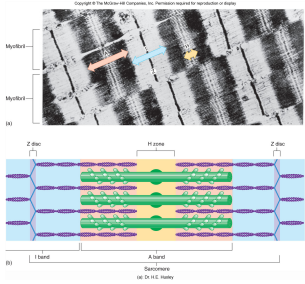 Copyright © The McGraw-Hill Companies, Inc. Permission required for reproduction or display
Myofibril
Myofibril
(a)
Z disc
H zone
Z disc
(b)
I band
A band
Sarcomere
(a): Dr. H.E. Huxley